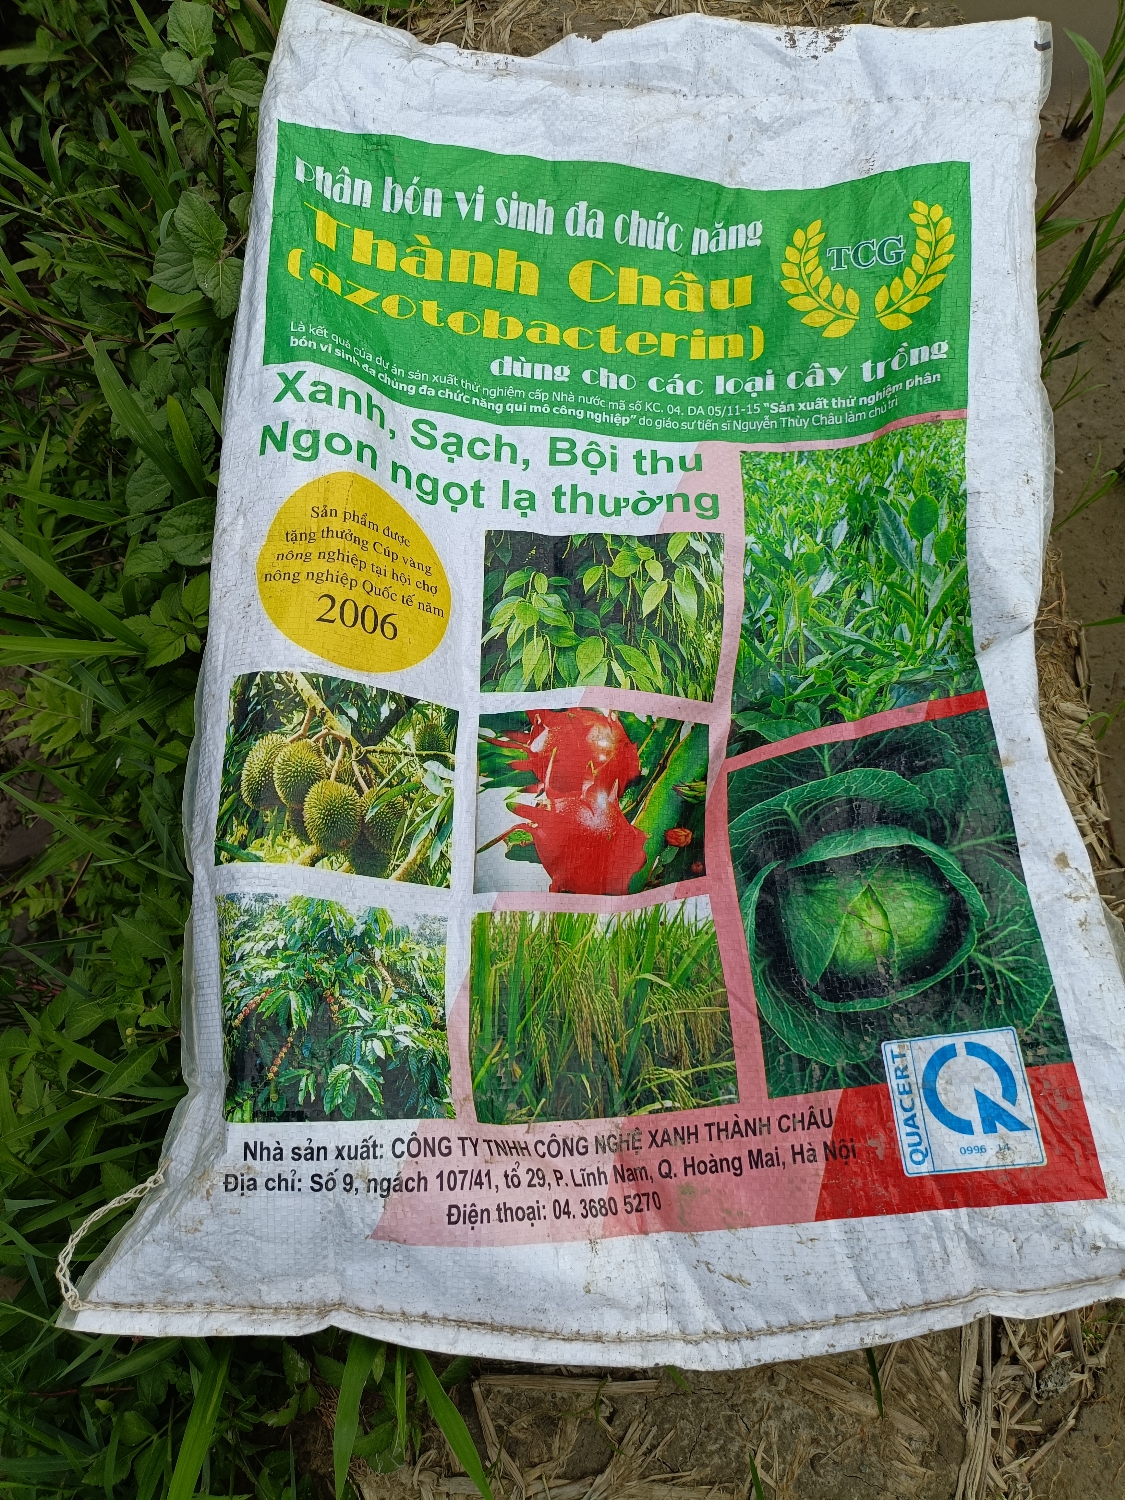 Phân bón vi sinh đa chức năng
Thành Châu
(azotobacterin)
TCG
dùng cho các loại cây trồng
Là kết quả của dự án sản xuất thử nghiệm cấp Nhà nước mã số KC. 04. DA 05/11-15 "Sản xuất thử nghiệm phân
bón vi sinh đa chủng đa chức năng qui mô công nghiệp" do giáo sư tiến sĩ Nguyễn Thùy Châu làm chủ trì
Xanh, Sạch, Bội thu
Ngon ngọt lạ thường
Sản phẩm được
tặng thưởng Cúp vàng
nông nghiệp tại hội chợ
nông nghiệp Quốc tế năm
2006
Nhà sản xuất: CÔNG TY TNHH CÔNG NGHỆ XANH THÀNH CHÂU
Địa chỉ: Số 9, ngách 107/41, tổ 29, P. Lĩnh Nam, Q. Hoàng Mai, Hà Nội
Điện thoại: 04. 3680 5270
QUACERT
0996